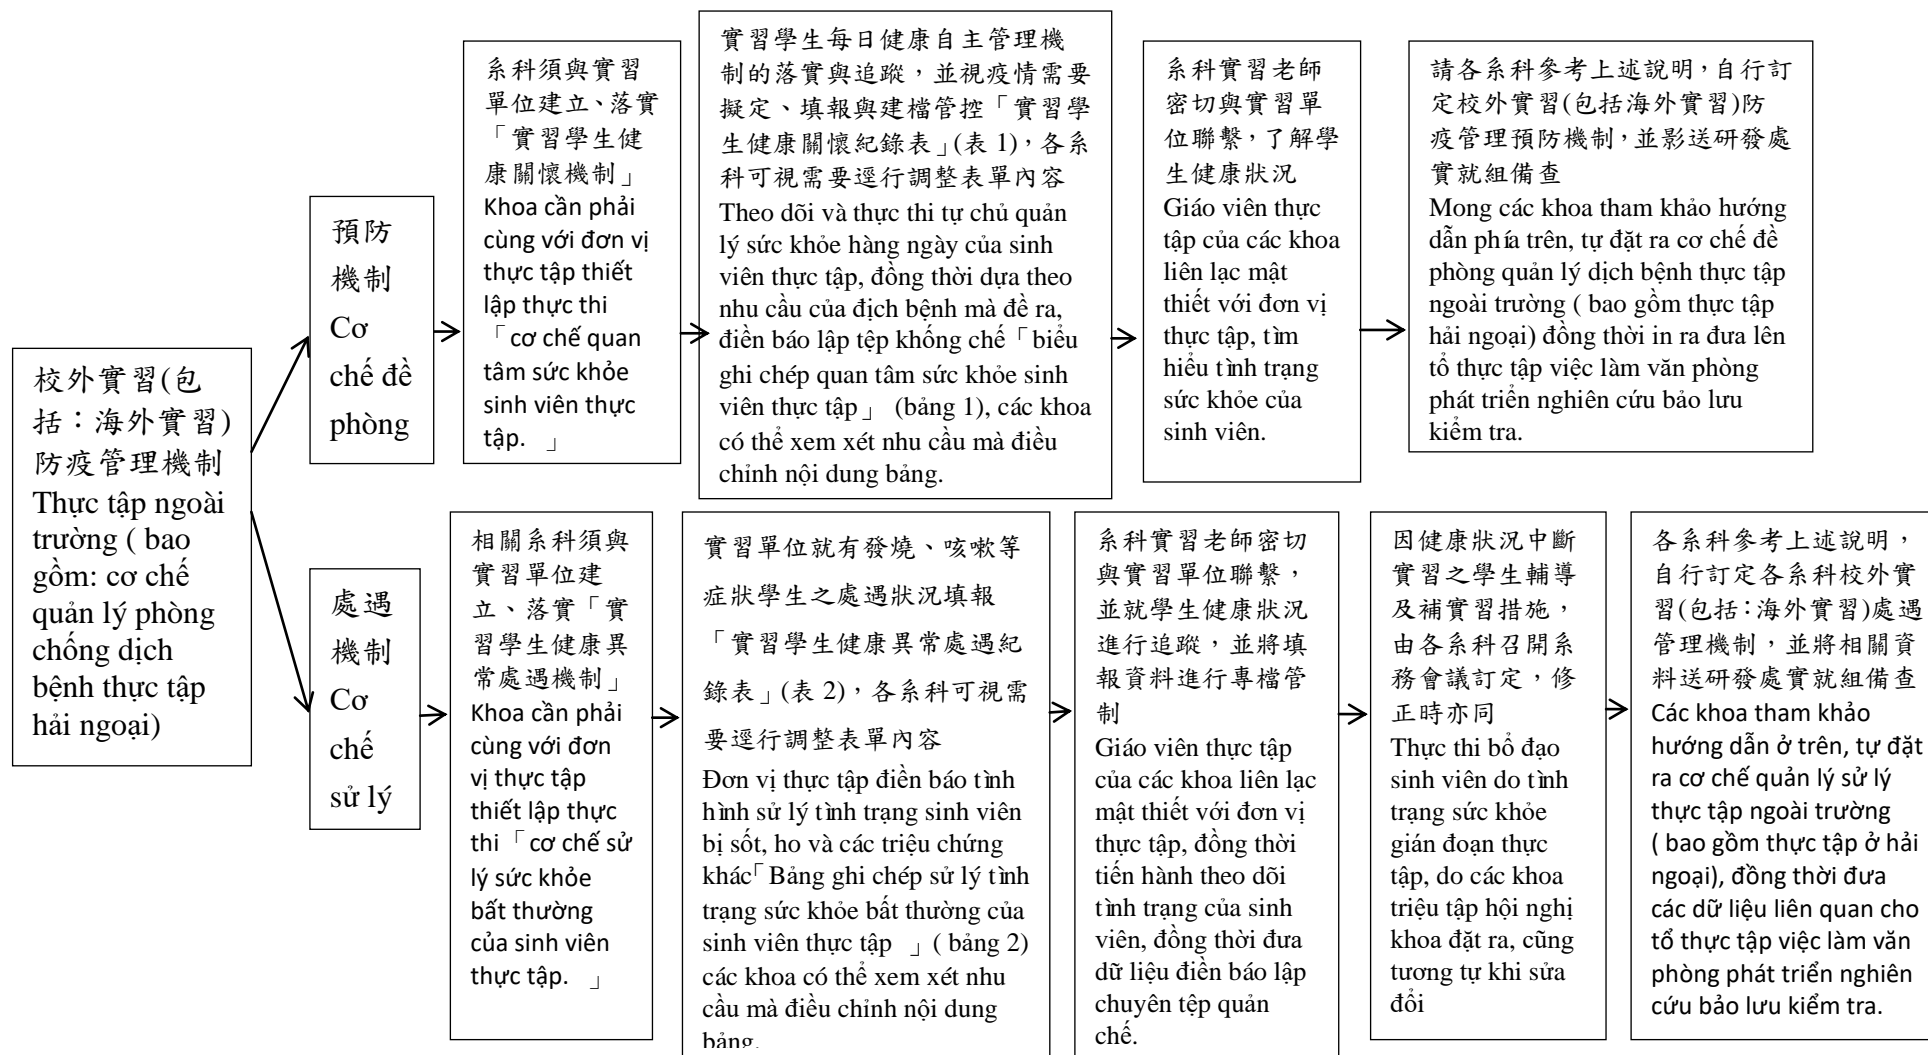 校外實習(包
括：海外實習)
防疫管理機制
Thực tập ngoài
trường ( bao
gồm: cơ chế
quản lý phòng
chống dịch
bệnh thực tập
hải ngoại)
預防
機制
Cơ
chế đề
phòng
系科須與實習
單位建立、落實
「實習學生健
康關懷機制」
Khoa cần phải
cùng với đơn vị
thực tập thiết
lập thực thi
「cơ chế quan
tâm sức khỏe
sinh viên thực
tập. 」
實習學生每日健康自主管理機
制的落實與追蹤，並視疫情需要
擬定、填報與建檔管控「實習學
生健康關懷紀錄表」(表 1)，各系
科可視需要逕行調整表單內容
Theo dõi và thực thi tự chủ quản
lý sức khỏe hàng ngày của sinh
viên thực tập, đồng thời dựa theo
nhu cầu của địch bệnh mà đề ra,
điền báo lập tệp khống chế「biểu
ghi chép quan tâm sức khỏe sinh
viên thực tập」 (bảng 1), các khoa
có thể xem xét nhu cầu mà điều
chỉnh nội dung bảng.
系科實習老師
密切與實習單
位聯繫，了解學
生健康狀況
Giáo viên thực
tập của các khoa
liên lạc mật
thiết với đơn vị
thực tập, tìm
hiểu tình trạng
sức khỏe của
sinh viên.
請各系科參考上述說明，自行訂
定校外實習(包括海外實習)防
疫管理預防機制，並影送研發處
實就組備查
Mong các khoa tham khảo hướng
dẫn phía trên, tự đặt ra cơ chế đề
phòng quản lý dịch bệnh thực tập
ngoài trường ( bao gồm thực tập
hải ngoại) đồng thời in ra đưa lên
tổ thực tập việc làm văn phòng
phát triển nghiên cứu bảo lưu
kiểm tra.
處遇
機制
Cơ
chế
sử lý
相關系科須與
實習單位建
立、落實「實
習學生健康異
常處遇機制」
Khoa cần phải
cùng với đơn
vị thực tập
thiết lập thực
thi「cơ chế sử
lý sức khỏe
bất thường
của sinh viên
thực tập. 」
實習單位就有發燒、咳嗽等
症狀學生之處遇狀況填報
「實習學生健康異常處遇紀
錄表」(表 2)，各系科可視需
要逕行調整表單內容
Đơn vị thực tập điền báo tình
hình sử lý tình trạng sinh viên
bị sốt, ho và các triệu chứng
khác「Bảng ghi chép sử lý tình
trạng sức khỏe bất thường của
sinh viên thực tập 」( bảng 2)
các khoa có thể xem xét nhu
cầu mà điều chỉnh nội dung
bảng.
系科實習老師密切
與實習單位聯繫，
並就學生健康狀況
進行追蹤，並將填
報資料進行專檔管
制
Giáo viên thực tập
của các khoa liên lạc
mật thiết với đơn vị
thực tập, đồng thời
tiến hành theo dõi
tình trạng của sinh
viên, đồng thời đưa
dữ liệu điền báo lập
chuyên tệp quản
chế.
因健康狀況中斷
實習之學生輔導
及補實習措施，
由各系科召開系
務會議訂定，修
正時亦同
Thực thi bổ đạo
sinh viên do tình
trạng sức khỏe
gián đoạn thực
tập, do các khoa
triệu tập hội nghị
khoa đặt ra, cũng
tương tự khi sửa
đổi
各系科參考上述說明，
自行訂定各系科校外實
習(包括：海外實習)處遇
管理機制，並將相關資
料送研發處實就組備查
Các khoa tham khảo
hướng dẫn ở trên, tự đặt
ra cơ chế quản lý sử lý
thực tập ngoài trường
( bao gồm thực tập ở hải
ngoại), đồng thời đưa
các dữ liệu liên quan cho
tổ thực tập việc làm văn
phòng phát triển nghiên
cứu bảo lưu kiểm tra.